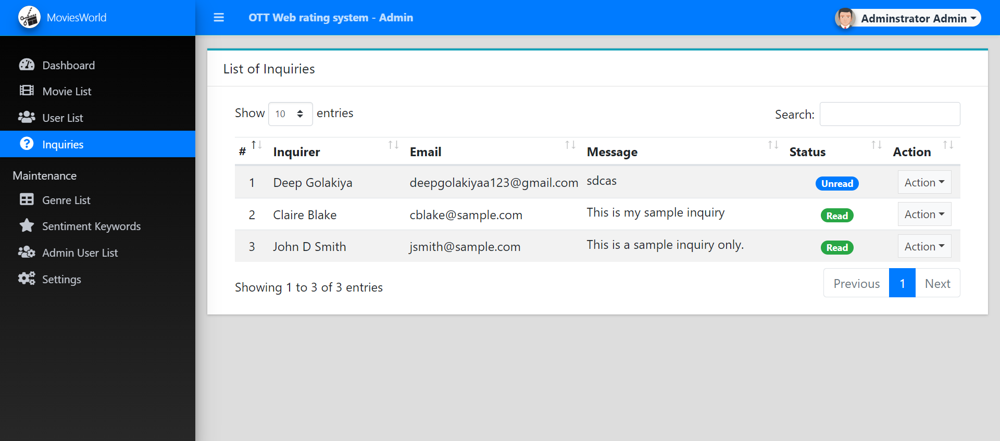 MoviesWorld
OTT Web rating system - Admin
Adminstrator Admin
Dashboard
Movie List
User List
Inquiries
Maintenance
Genre List
Sentiment Keywords
Admin User List
Settings
List of Inquiries
Show 10 entries
Search:
# Inquirer Email Message Status Action
1 Deep Golakiya deepgolakiyaa123@gmail.com sdcas Unread Action
2 Claire Blake cblake@sample.com This is my sample inquiry Read Action
3 John D Smith jsmith@sample.com This is a sample inquiry only. Read Action
Showing 1 to 3 of 3 entries
Previous 1 Next